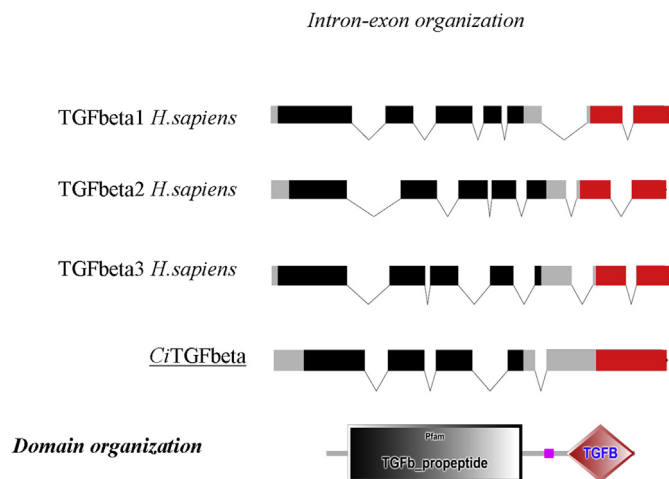 Intron-exon organization
TGFbeta1 H.sapiens
TGFbeta2 H.sapiens
TGFbeta3 H.sapiens
CiTGFbeta
Domain organization
Pfam
TGFb_propeptide
TGFB